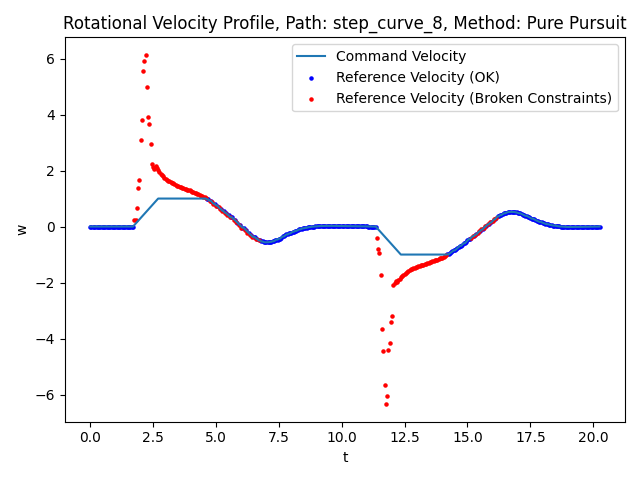 Rotational Velocity Profile, Path: step_curve_8, Method: Pure Pursuit
Command Velocity
Reference Velocity (OK)
Reference Velocity (Broken Constraints)
6
4
2
0
−2
−4
−6
w
0.0 2.5 5.0 7.5 10.0 12.5 15.0 17.5 20.0
t